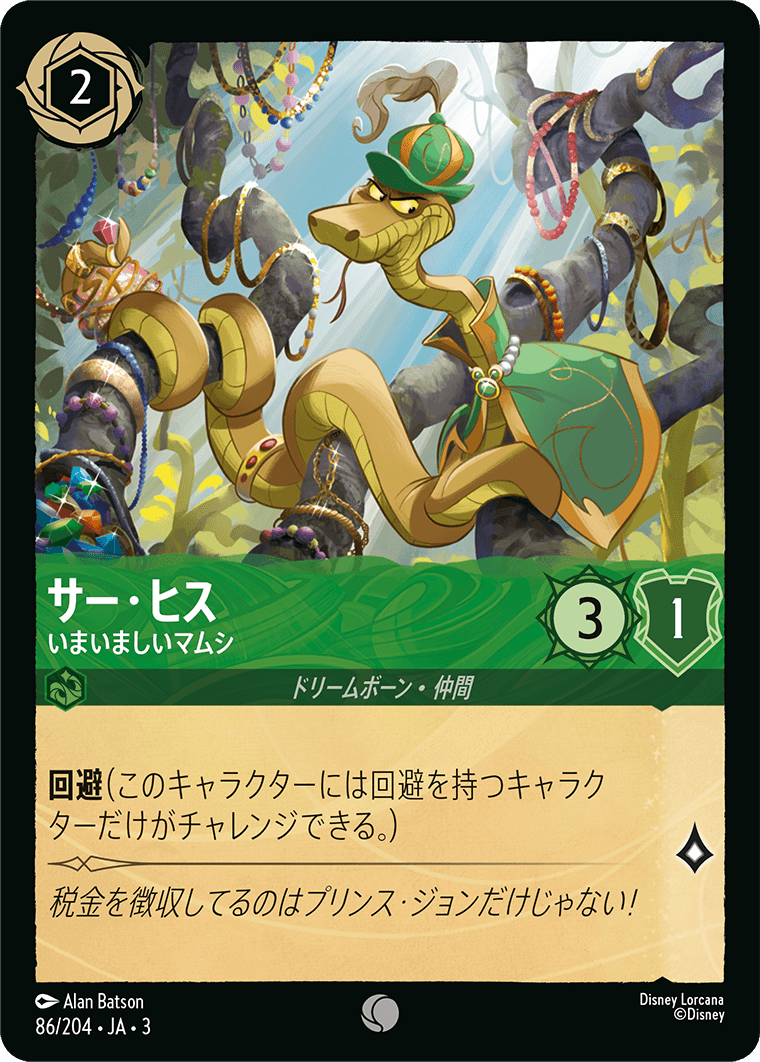 2
サー・ヒス
いまいましいマムシ
3
1
ドリームボーン・仲間
回避(このキャラクターには回避を持つキャラク
ターだけがチャレンジできる。)
税金を徴収してるのはプリンス・ジョンだけじゃない!
Alan Batson
86/204・JA・3
Disney Lorcana
©Disney